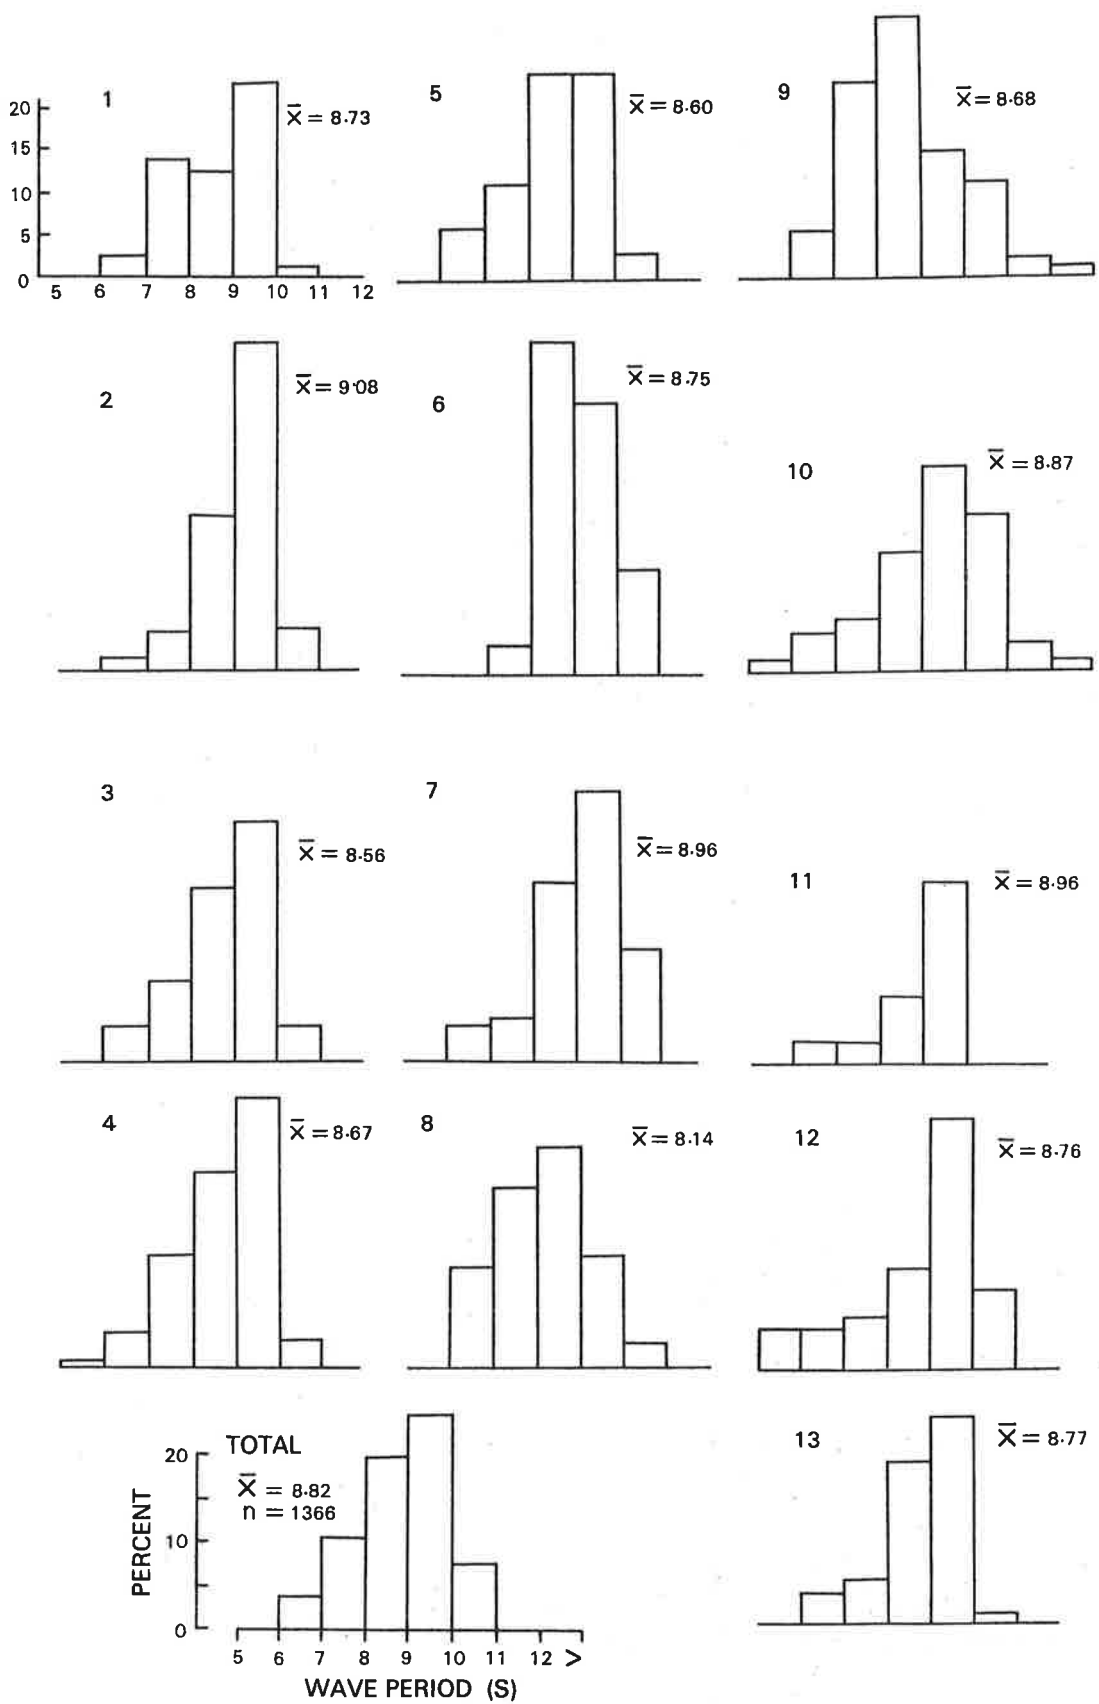 1
x̄ = 8.73
20
15
10
5
0
5 6 7 8 9 10 11 12
5
x̄ = 8.60
9
x̄ = 8.68
2
x̄ = 9.08
6
x̄ = 8.75
10
x̄ = 8.87
3
x̄ = 8.56
7
x̄ = 8.96
11
x̄ = 8.96
4
x̄ = 8.67
8
x̄ = 8.14
12
x̄ = 8.76
TOTAL
x̄ = 8.82
n = 1366
PERCENT
20
10
0
5 6 7 8 9 10 11 12 >
WAVE PERIOD (S)
13
x̄ = 8.77